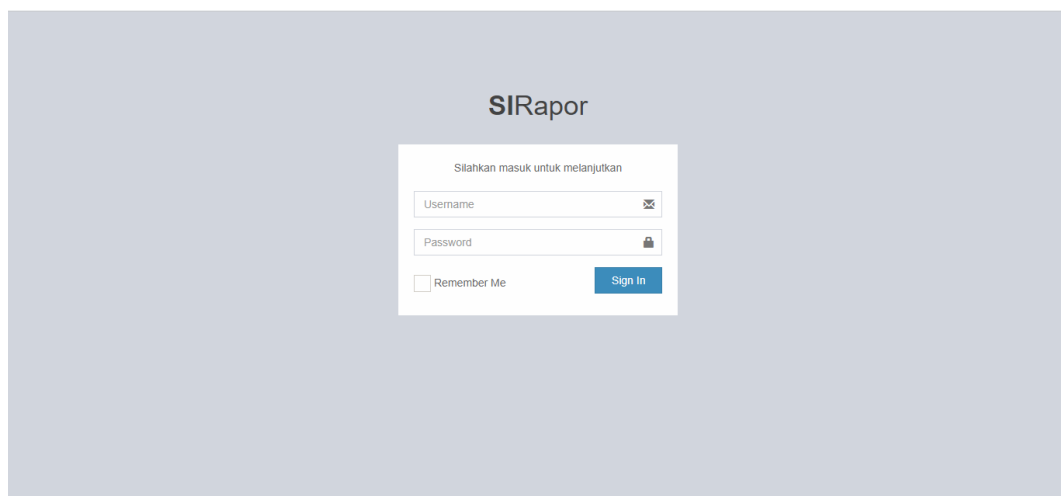 SIRapor
Silahkan masuk untuk melanjutkan
Username
Password
Remember Me
Sign In